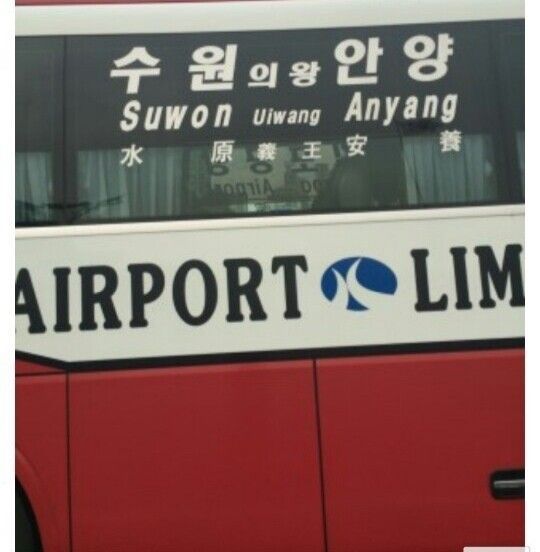 수원 의왕 안양
Suwon Uiwang Anyang
水原 義王 安養
AIRPORT LIM